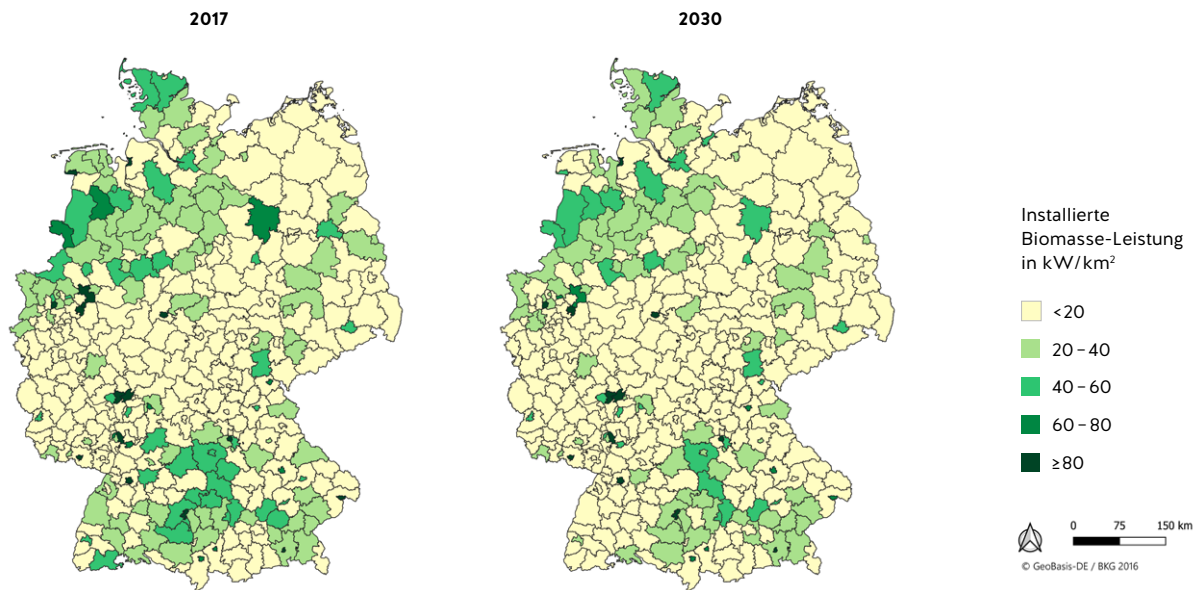 2017
2030
Installierte
Biomasse-Leistung
in kW/km²
<20
20–40
40–60
60–80
≥80
0 75 150 km
© GeoBasis-DE / BKG 2016